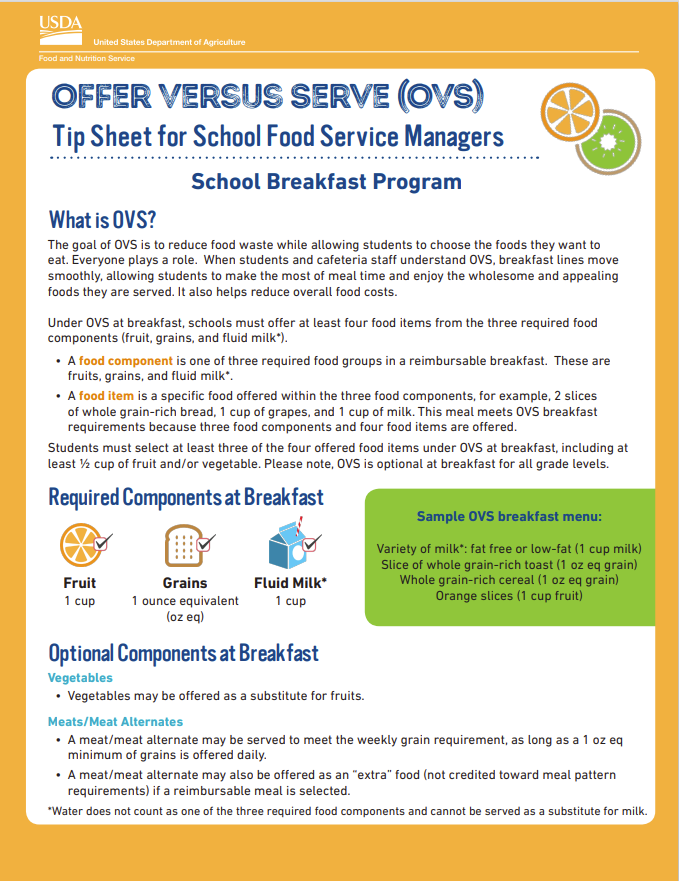 USDA
United States Department of Agriculture
Food and Nutrition Service
OFFER VERSUS SERVE (OVS)
Tip Sheet for School Food Service Managers
School Breakfast Program
What is OVS?
The goal of OVS is to reduce food waste while allowing students to choose the foods they want to
eat. Everyone plays a role.  When students and cafeteria staff understand OVS, breakfast lines move
smoothly, allowing students to make the most of meal time and enjoy the wholesome and appealing
foods they are served. It also helps reduce overall food costs.
Under OVS at breakfast, schools must offer at least four food items from the three required food
components (fruit, grains, and fluid milk*).
• A food component is one of three required food groups in a reimbursable breakfast.  These are
fruits, grains, and fluid milk*.
• A food item is a specific food offered within the three food components, for example, 2 slices
of whole grain-rich bread, 1 cup of grapes, and 1 cup of milk. This meal meets OVS breakfast
requirements because three food components and four food items are offered.
Students must select at least three of the four offered food items under OVS at breakfast, including at
least ½ cup of fruit and/or vegetable. Please note, OVS is optional at breakfast for all grade levels.
Required Components at Breakfast
Fruit
1 cup
Grains
1 ounce equivalent
(oz eq)
Fluid Milk*
1 cup
Sample OVS breakfast menu:
Variety of milk*: fat free or low-fat (1 cup milk)
Slice of whole grain-rich toast (1 oz eq grain)
Whole grain-rich cereal (1 oz eq grain)
Orange slices (1 cup fruit)
Optional Components at Breakfast
Vegetables
• Vegetables may be offered as a substitute for fruits.
Meats/Meat Alternates
• A meat/meat alternate may be served to meet the weekly grain requirement, as long as a 1 oz eq
minimum of grains is offered daily.
• A meat/meat alternate may also be offered as an “extra” food (not credited toward meal pattern
requirements) if a reimbursable meal is selected.
*Water does not count as one of the three required food components and cannot be served as a substitute for milk.